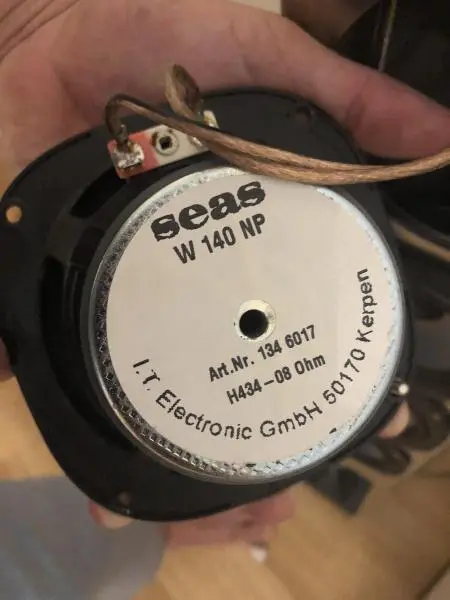 seas
W 140 NP
Art.Nr. 134 6017
H434-08 Ohm
I.T. Electronic GmbH 50170 Kerpen